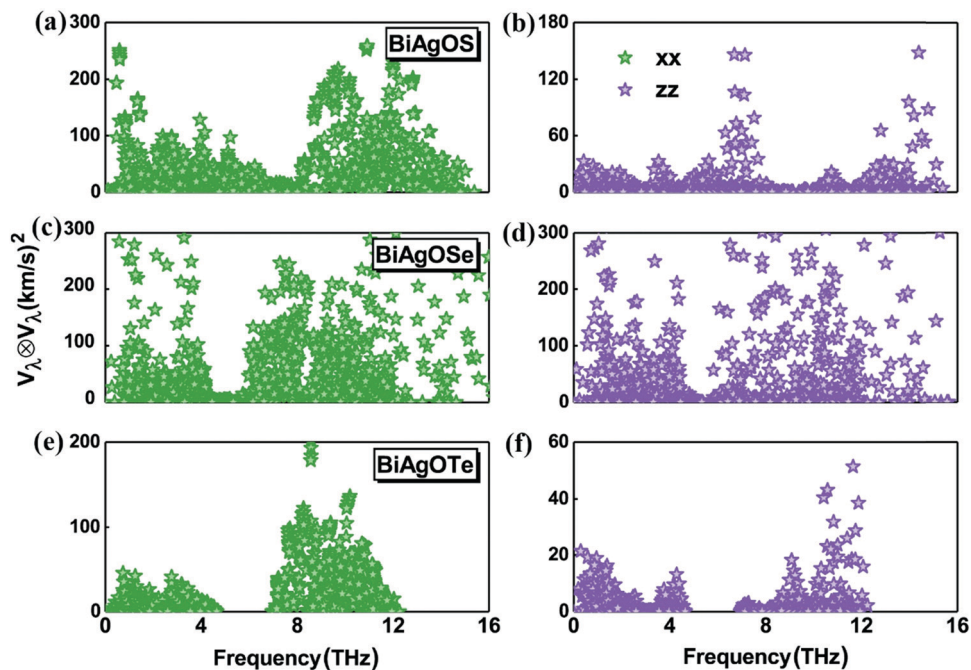 (a) 300 BiAgOS
200
100
0
(b) 180
xx
zz
120
60
0
(c) 300 BiAgOSe
200
100
0
(d) 300
200
100
0
V_λ⊗V_λ(km/s)²
(e) 200 BiAgOTe
100
0
0 4 8 12 16
Frequency(THz)
(f) 60
40
20
0
0 4 8 12 16
Frequency(THz)